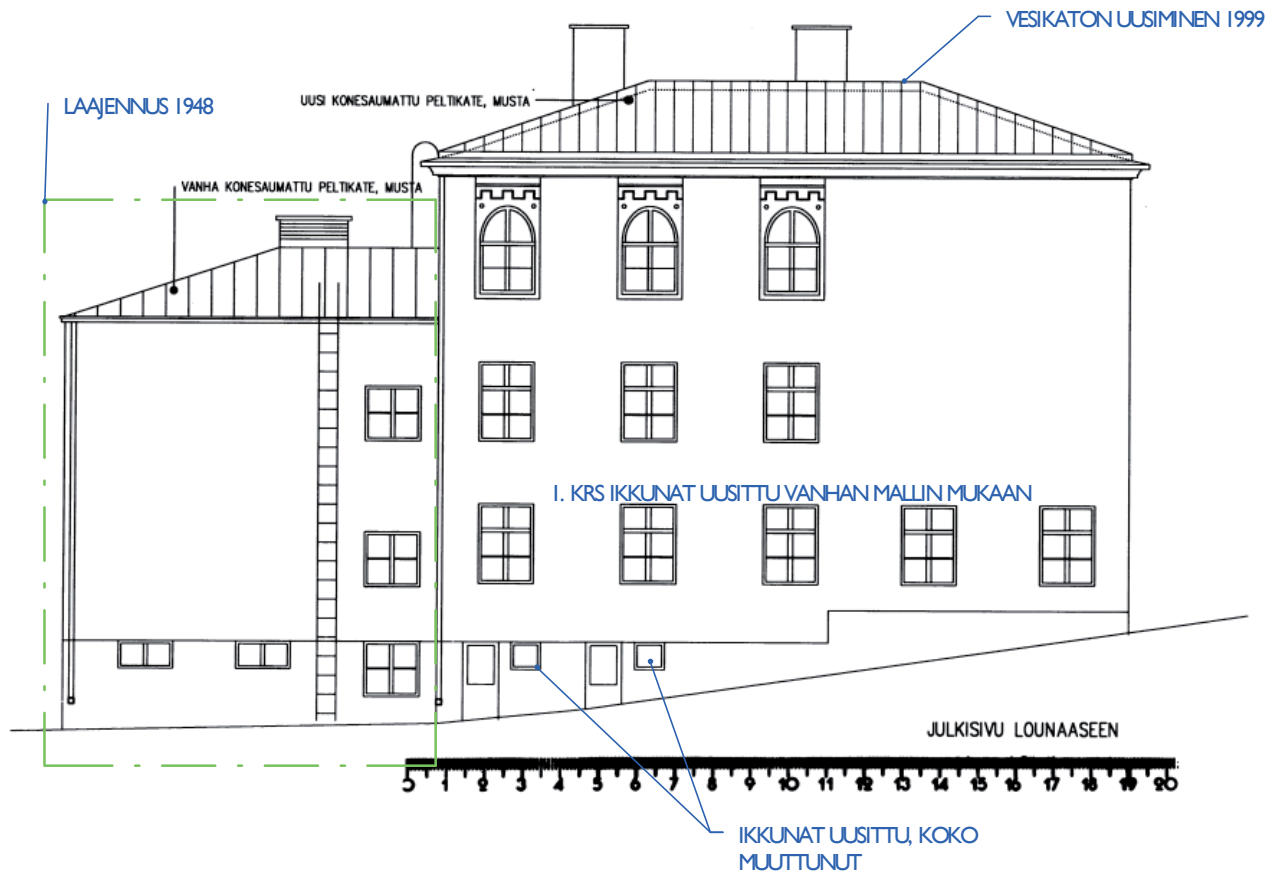 VESIKATON UUSIMINEN 1999
LAAJENNUS 1948
UUSI KONESAUMATTU PELTIKATE, MUSTA
VANHA KONESAUMATTU PELTIKATE, MUSTA
1. KRS IKKUNAT UUSITTU VANHAN MALLIN MUKAAN
JULKISIVU LOUNAASEEN
0 1 2 3 4 5 6 7 8 9 10 11 12 13 14 15 16 17 18 19 20
IKKUNAT UUSITTU, KOKO
MUUTTUNUT